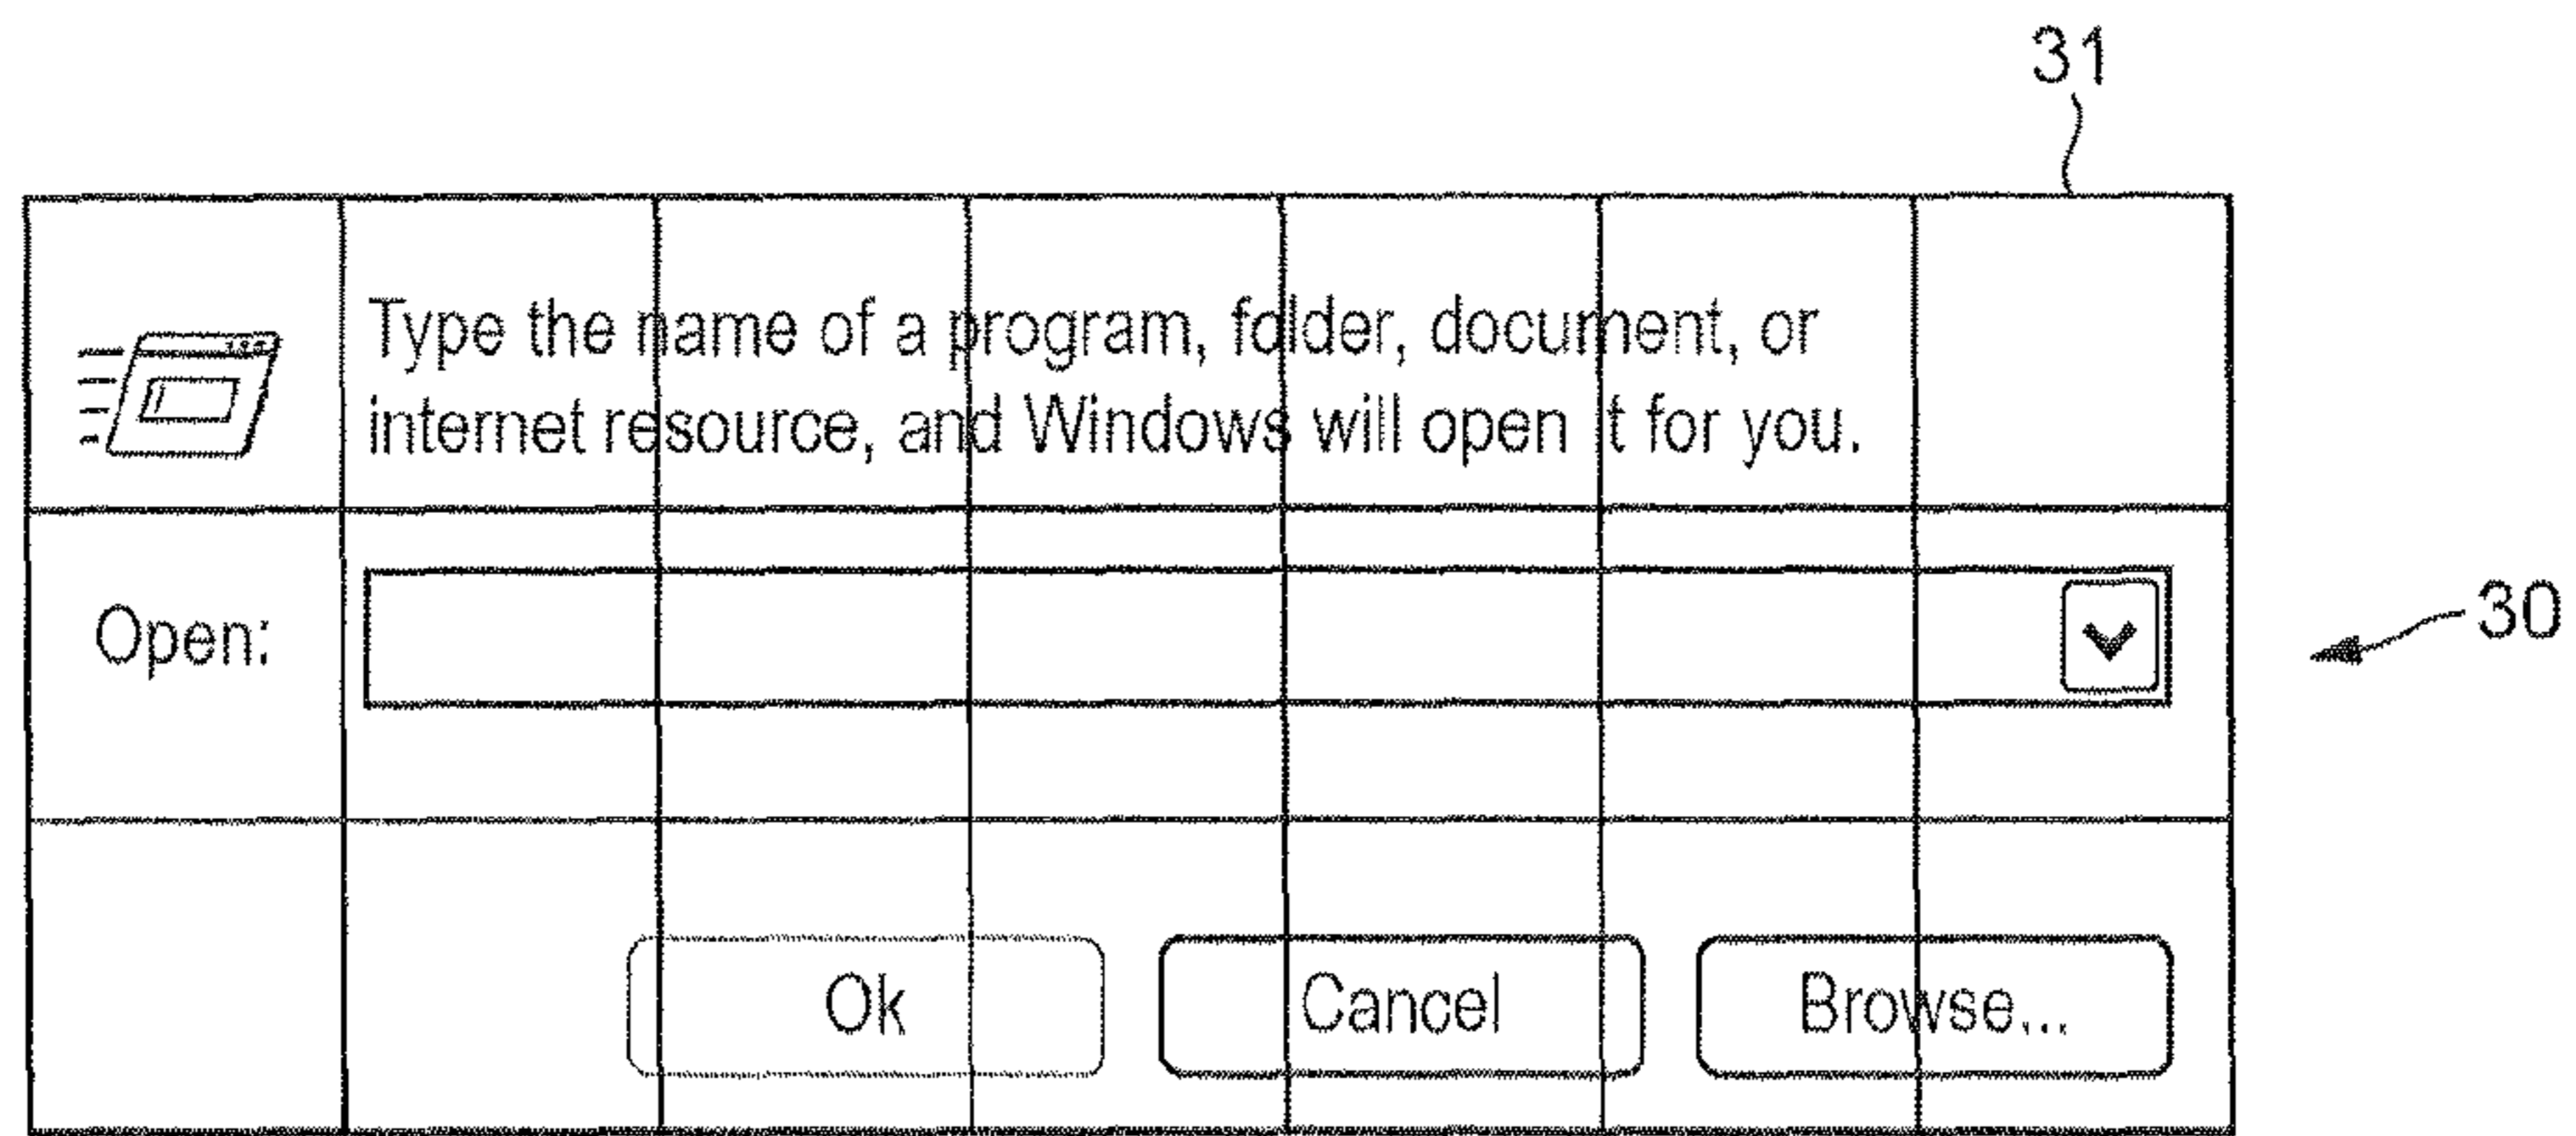 31
Type the name of a program, folder, document, or
internet resource, and Windows will open it for you.
Open:
30
Ok
Cancel
Browse...